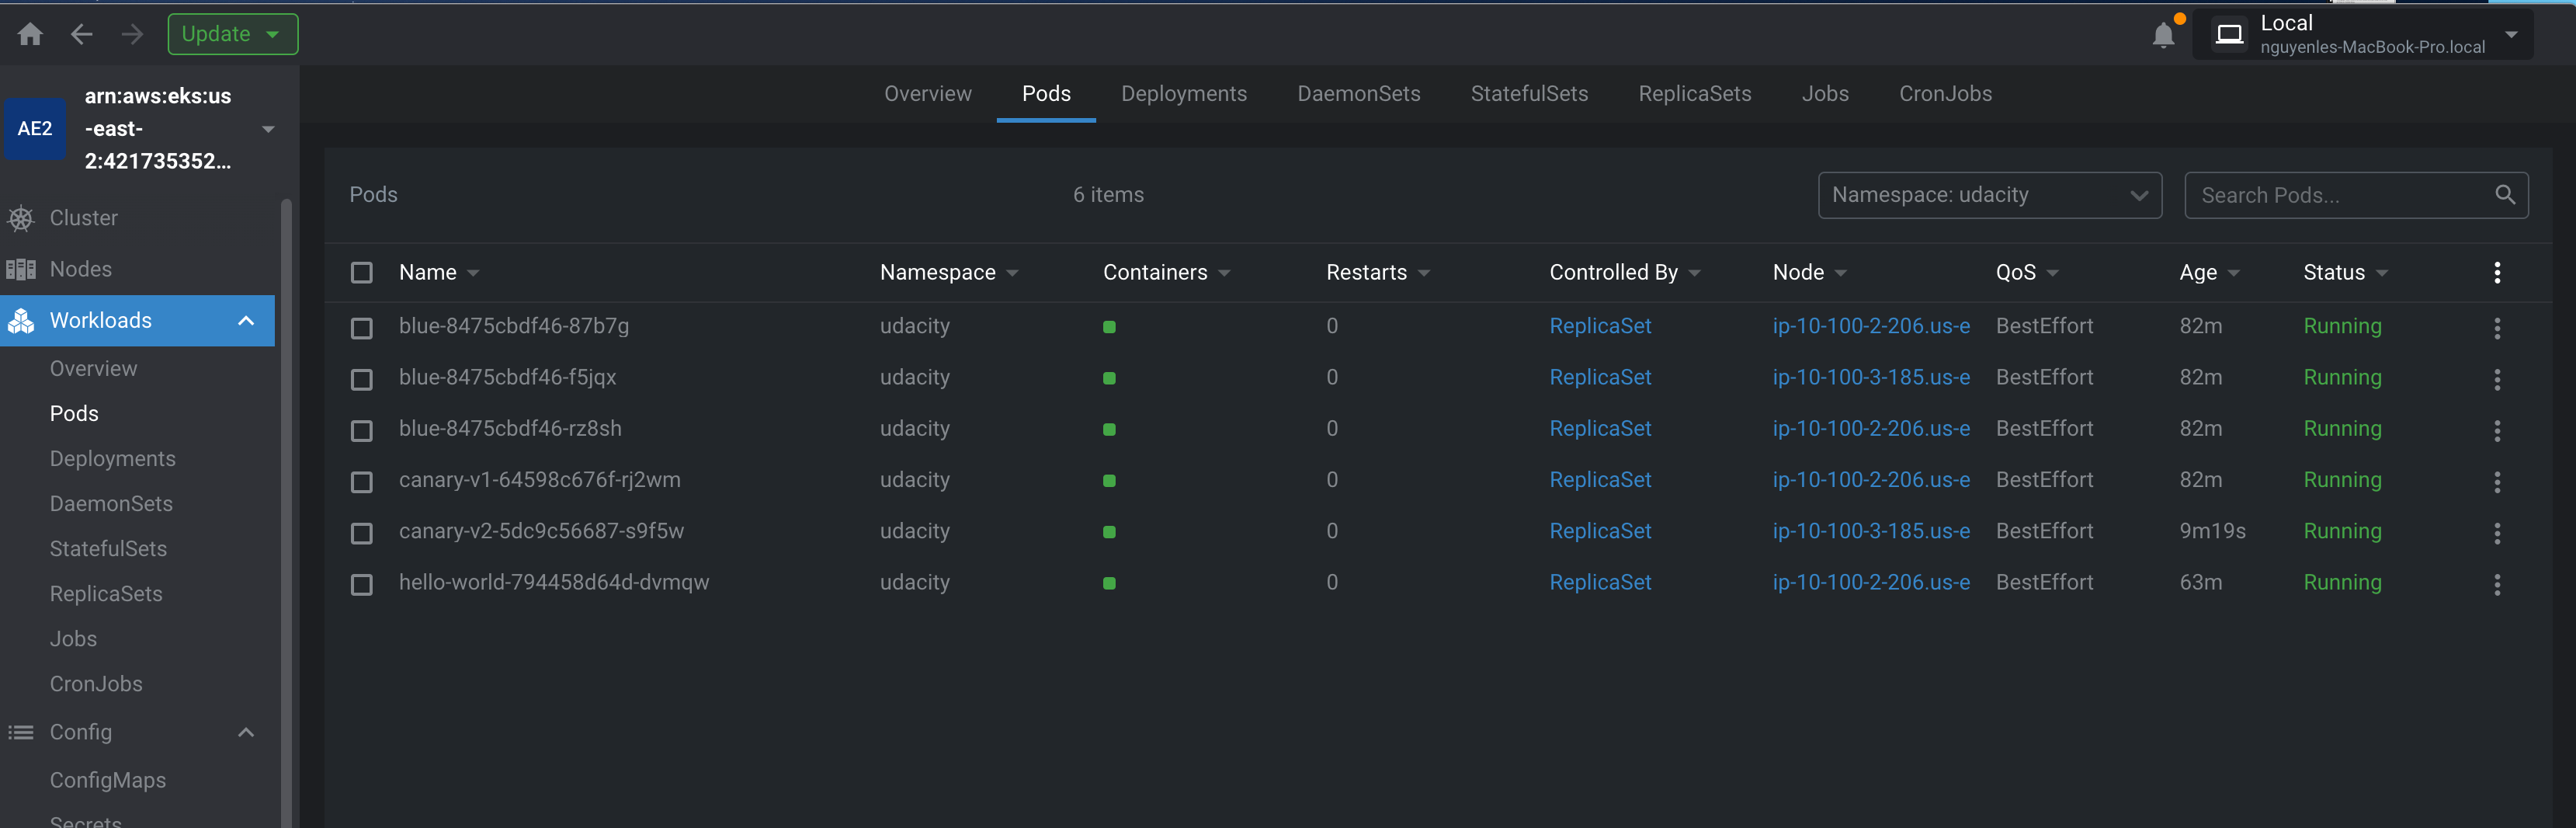 Update
Local
nguyenles-MacBook-Pro.local
AE2
arn:aws:eks:us
-east-
2:421735352...
Overview Pods Deployments DaemonSets StatefulSets ReplicaSets Jobs CronJobs
Cluster
Nodes
Workloads
Overview
Pods
Deployments
DaemonSets
StatefulSets
ReplicaSets
Jobs
CronJobs
Config
ConfigMaps
Secrets
Pods 6 items Namespace: udacity Search Pods...
Name Namespace Containers Restarts Controlled By Node QoS Age Status
blue-8475cbdf46-87b7g udacity 0 ReplicaSet ip-10-100-2-206.us-e BestEffort 82m Running
blue-8475cbdf46-f5jqx udacity 0 ReplicaSet ip-10-100-3-185.us-e BestEffort 82m Running
blue-8475cbdf46-rz8sh udacity 0 ReplicaSet ip-10-100-2-206.us-e BestEffort 82m Running
canary-v1-64598c676f-rj2wm udacity 0 ReplicaSet ip-10-100-2-206.us-e BestEffort 82m Running
canary-v2-5dc9c56687-s9f5w udacity 0 ReplicaSet ip-10-100-3-185.us-e BestEffort 9m19s Running
hello-world-794458d64d-dvmqw udacity 0 ReplicaSet ip-10-100-2-206.us-e BestEffort 63m Running